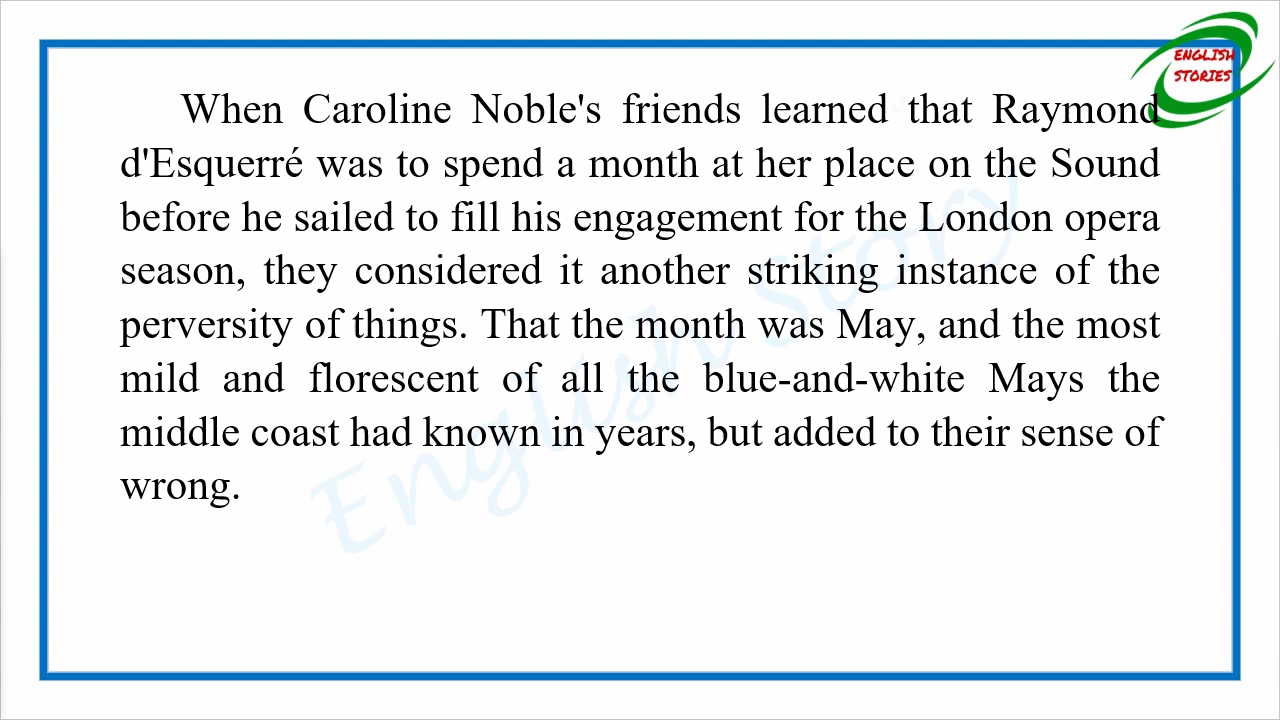 ENGLISH
STORIES
When Caroline Noble's friends learned that Raymond
d'Esquerré was to spend a month at her place on the Sound
before he sailed to fill his engagement for the London opera
season, they considered it another striking instance of the
perversity of things. That the month was May, and the most
mild and florescent of all the blue-and-white Mays the
middle coast had known in years, but added to their sense of
wrong.
English Story